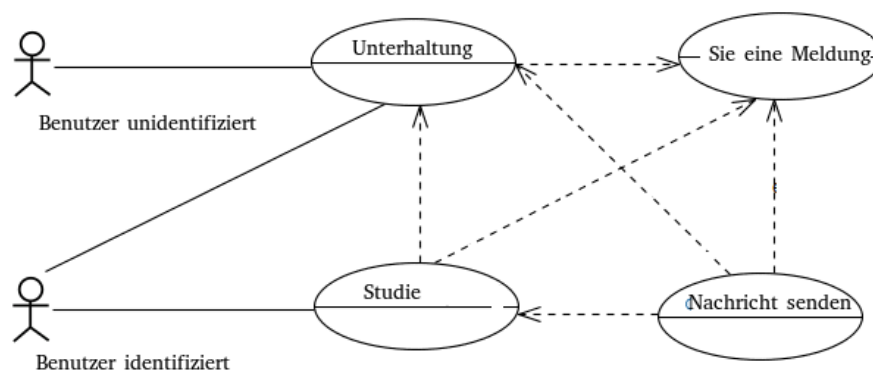 Unterhaltung
Sie eine Meldung
Benutzer unidentifiziert
Studie
Nachricht senden
Benutzer identifiziert